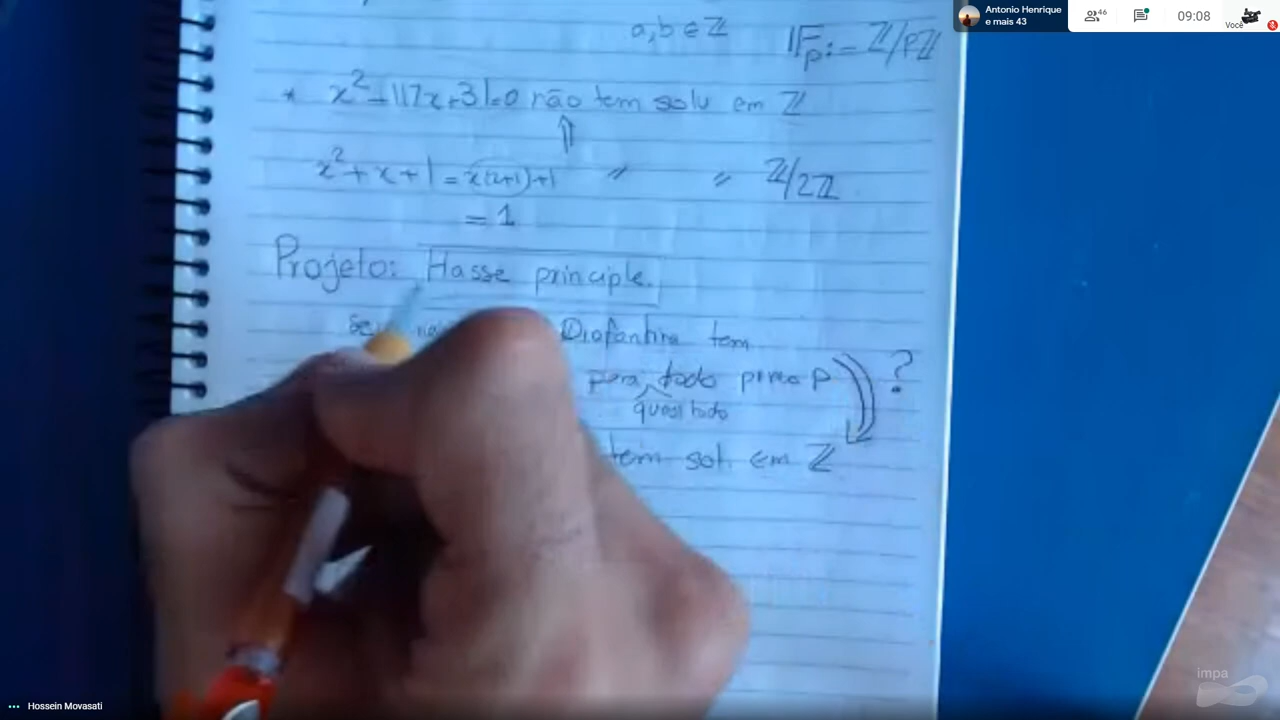 Antonio Henrique
e mais 43
46
09:08
Você
a,b ∈ ℤ
𝔽p := ℤ/pℤ
* x² - 117x + 31 = 0 não tem solu em ℤ
⇑
x² + x + 1 = x(x+1)+1 〃 〃 ℤ/2ℤ
= 1
Projeto: Hasse principle.
Diofantina tem
para todo primo p ?
quasi todo
tem sol. em ℤ
impa
Hossein Movasati